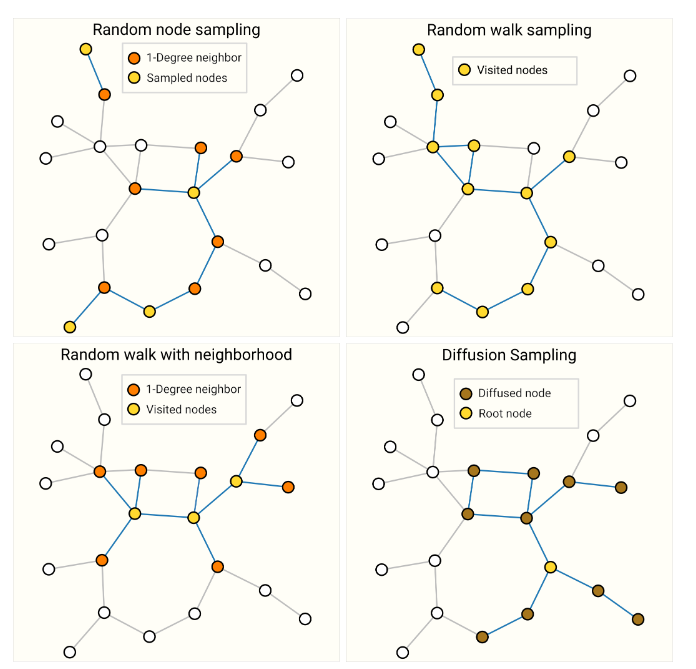 Random node sampling
1-Degree neighbor
Sampled nodes
Random walk sampling
Visited nodes
Random walk with neighborhood
1-Degree neighbor
Visited nodes
Diffusion Sampling
Diffused node
Root node